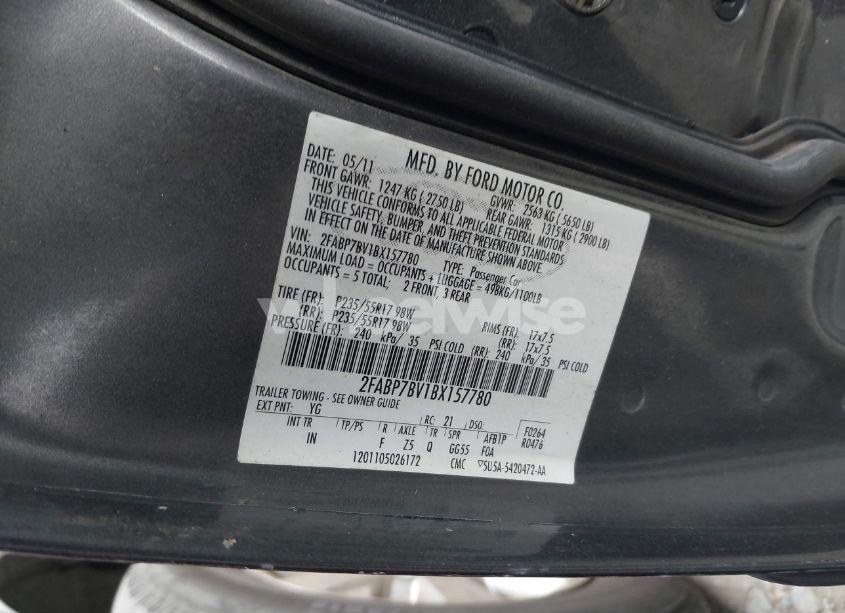 MFD. BY FORD MOTOR CO.
DATE: 05/11 GVWR: 2563 KG ( 5650 LB)
FRONT GAWR: 1247 KG ( 2750 LB) REAR GAWR: 1315 KG ( 2900 LB)
THIS VEHICLE CONFORMS TO ALL APPLICABLE FEDERAL MOTOR
VEHICLE SAFETY, BUMPER, AND THEFT PREVENTION STANDARDS
IN EFFECT ON THE DATE OF MANUFACTURE SHOWN ABOVE.
VIN: 2FABP7BV1BX157780 TYPE: Passenger Car
MAXIMUM LOAD = OCCUPANTS + LUGGAGE = 498KG/1100LB
OCCUPANTS = 5 TOTAL; 2 FRONT, 3 REAR
TIRE (FR): P235/55R17 98W RIMS (FR): 17x7.5
(RR): P235/55R17 98W (RR): 17x7.5
PRESSURE (FR): 240 kPa/ 35 PSI COLD (RR): 240 kPa/ 35 PSI COLD
2FABP7BV1BX157780
TRAILER TOWING - SEE OWNER GUIDE
EXT PNT: YG RC: 21 DSO: F0264
INT TR TP/PS R AXLE TR SPR AFB1P R0476
IN F Z5 Q GG55 FOA
1201105026172 CMC ▽5U5A-5420472-AA
wheelwise